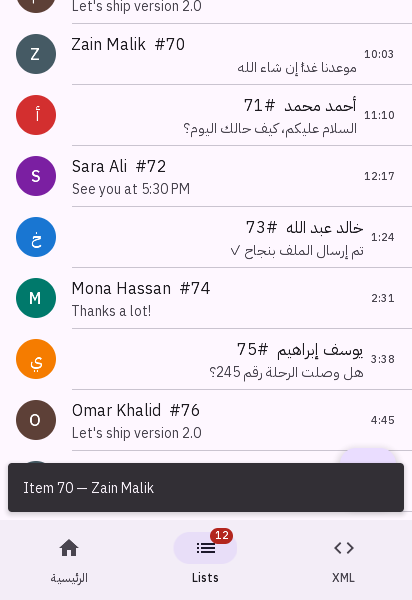 Let's ship version 2.0
Z
Zain Malik #70
10:03
موعدنا غدًا إن شاء الله
أ
أحمد محمد #71
11:10
السلام عليكم، كيف حالك اليوم؟
S
Sara Ali #72
12:17
See you at 5:30 PM
خ
خالد عبد الله #73
1:24
تم إرسال الملف بنجاح ✓
M
Mona Hassan #74
2:31
Thanks a lot!
ي
يوسف إبراهيم #75
3:38
هل وصلت الرحلة رقم 245؟
O
Omar Khalid #76
4:45
Let's ship version 2.0
Item 70 — Zain Malik
12
الرئيسية
Lists
XML